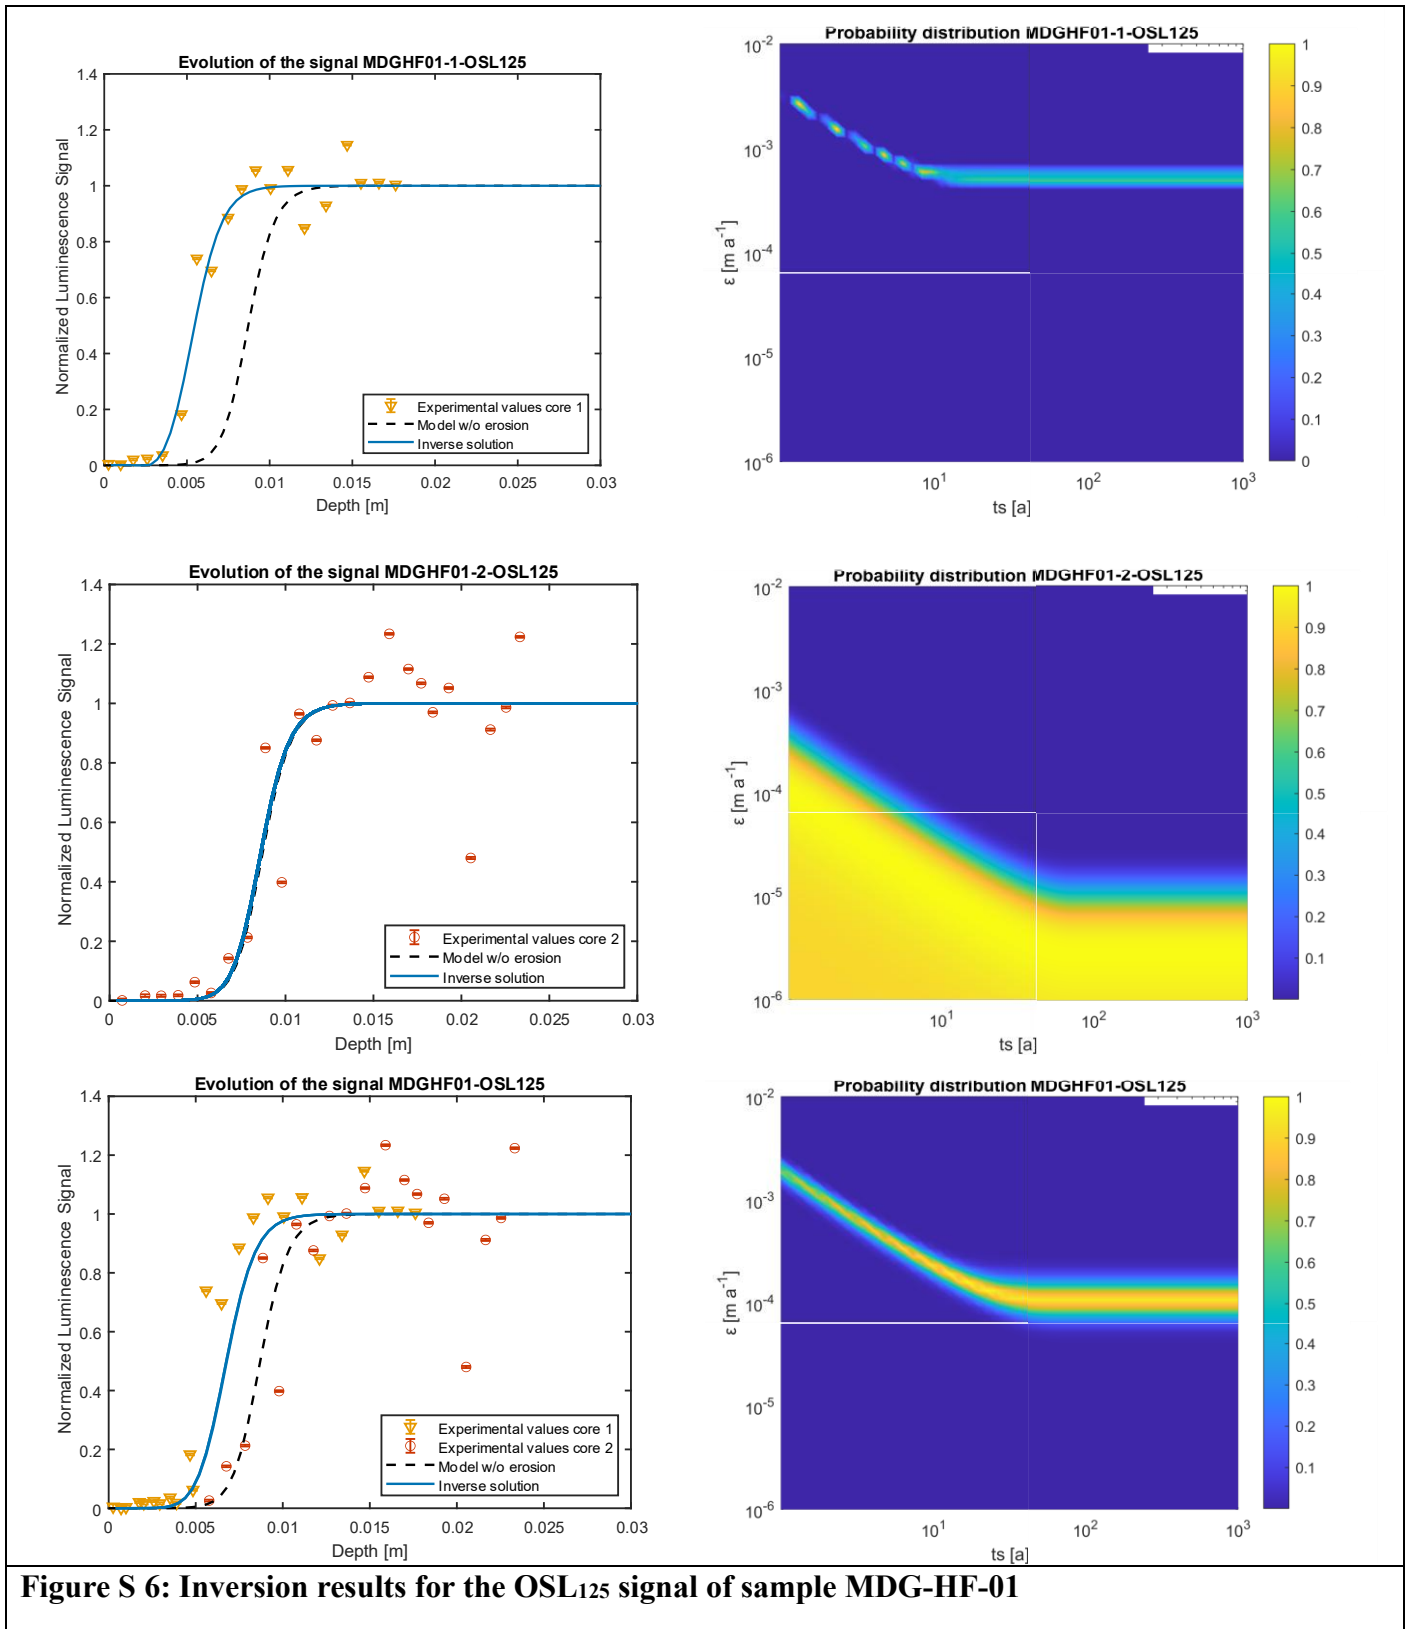 Evolution of the signal MDGHF01-1-OSL125
Normalized Luminescence Signal
1.4
1.2
1
0.8
0.6
0.4
0.2
0
0 0.005 0.01 0.015 0.02 0.025 0.03
Depth [m]
Experimental values core 1
Model w/o erosion
Inverse solution
Probability distribution MDGHF01-1-OSL125
ε [m a⁻¹]
10⁻²
10⁻³
10⁻⁴
10⁻⁵
10⁻⁶
10¹ 10² 10³
ts [a]
1
0.9
0.8
0.7
0.6
0.5
0.4
0.3
0.2
0.1
0
Evolution of the signal MDGHF01-2-OSL125
Normalized Luminescence Signal
1.4
1.2
1
0.8
0.6
0.4
0.2
0
0 0.005 0.01 0.015 0.02 0.025 0.03
Depth [m]
Experimental values core 2
Model w/o erosion
Inverse solution
Probability distribution MDGHF01-2-OSL125
ε [m a⁻¹]
10⁻²
10⁻³
10⁻⁴
10⁻⁵
10⁻⁶
10¹ 10² 10³
ts [a]
1
0.9
0.8
0.7
0.6
0.5
0.4
0.3
0.2
0.1
Evolution of the signal MDGHF01-OSL125
Normalized Luminescence Signal
1.4
1.2
1
0.8
0.6
0.4
0.2
0
0 0.005 0.01 0.015 0.02 0.025 0.03
Depth [m]
Experimental values core 1
Experimental values core 2
Model w/o erosion
Inverse solution
Probability distribution MDGHF01-OSL125
ε [m a⁻¹]
10⁻²
10⁻³
10⁻⁴
10⁻⁵
10⁻⁶
10¹ 10² 10³
ts [a]
1
0.9
0.8
0.7
0.6
0.5
0.4
0.3
0.2
0.1
Figure S 6: Inversion results for the OSL₁₂₅ signal of sample MDG-HF-01